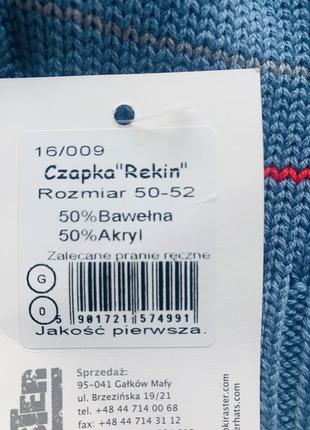 16/009
Czapka"Rekin"
Rozmiar 50-52
50%Bawełna
50%Akryl
Zalecane pranie ręczne
G
0
5 901721 574991
Jakość pierwsza.
Sprzedaż:
95-041 Gałków Mały
ul. Brzezińska 19/21
tel. +48 44 714 00 68
fax: +48 44 714 31 12